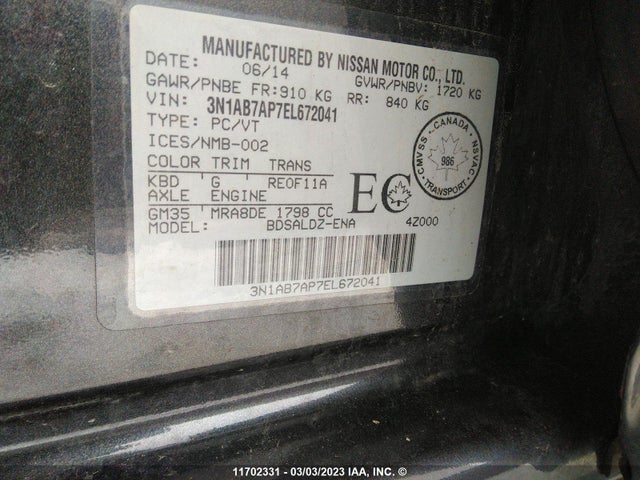 MANUFACTURED BY NISSAN MOTOR CO., LTD.
DATE: 06/14 GVWR/PNBV: 1720 KG
GAWR/PNBE FR: 910 KG RR: 840 KG
VIN: 3N1AB7AP7EL672041
TYPE: PC/VT
ICES/NMB-002
COLOR TRIM TRANS
KBD G RE0F11A
AXLE ENGINE
GM35 MRA8DE 1798 CC
MODEL: BDSALDZ-ENA 4Z000
CANADA
CMVSS
986
NSVAC
TRANSPORT
EC
3N1AB7AP7EL672041
11702331 - 03/03/2023 IAA, INC. ©